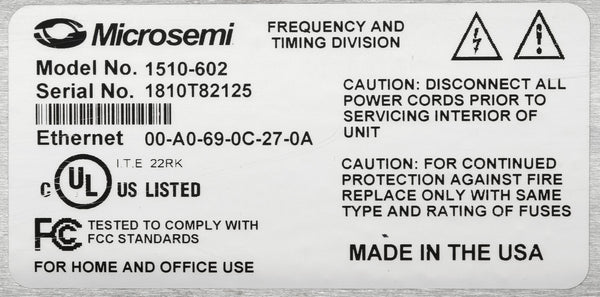 Microsemi
FREQUENCY AND
TIMING DIVISION
Model No. 1510-602
Serial No. 1810T82125
Ethernet 00-A0-69-0C-27-0A
I.T.E 22RK
C UL US LISTED
FC TESTED TO COMPLY WITH
FCC STANDARDS
FOR HOME AND OFFICE USE
CAUTION: DISCONNECT ALL
POWER CORDS PRIOR TO
SERVICING INTERIOR OF
UNIT
CAUTION: FOR CONTINUED
PROTECTION AGAINST FIRE
REPLACE ONLY WITH SAME
TYPE AND RATING OF FUSES
MADE IN THE USA